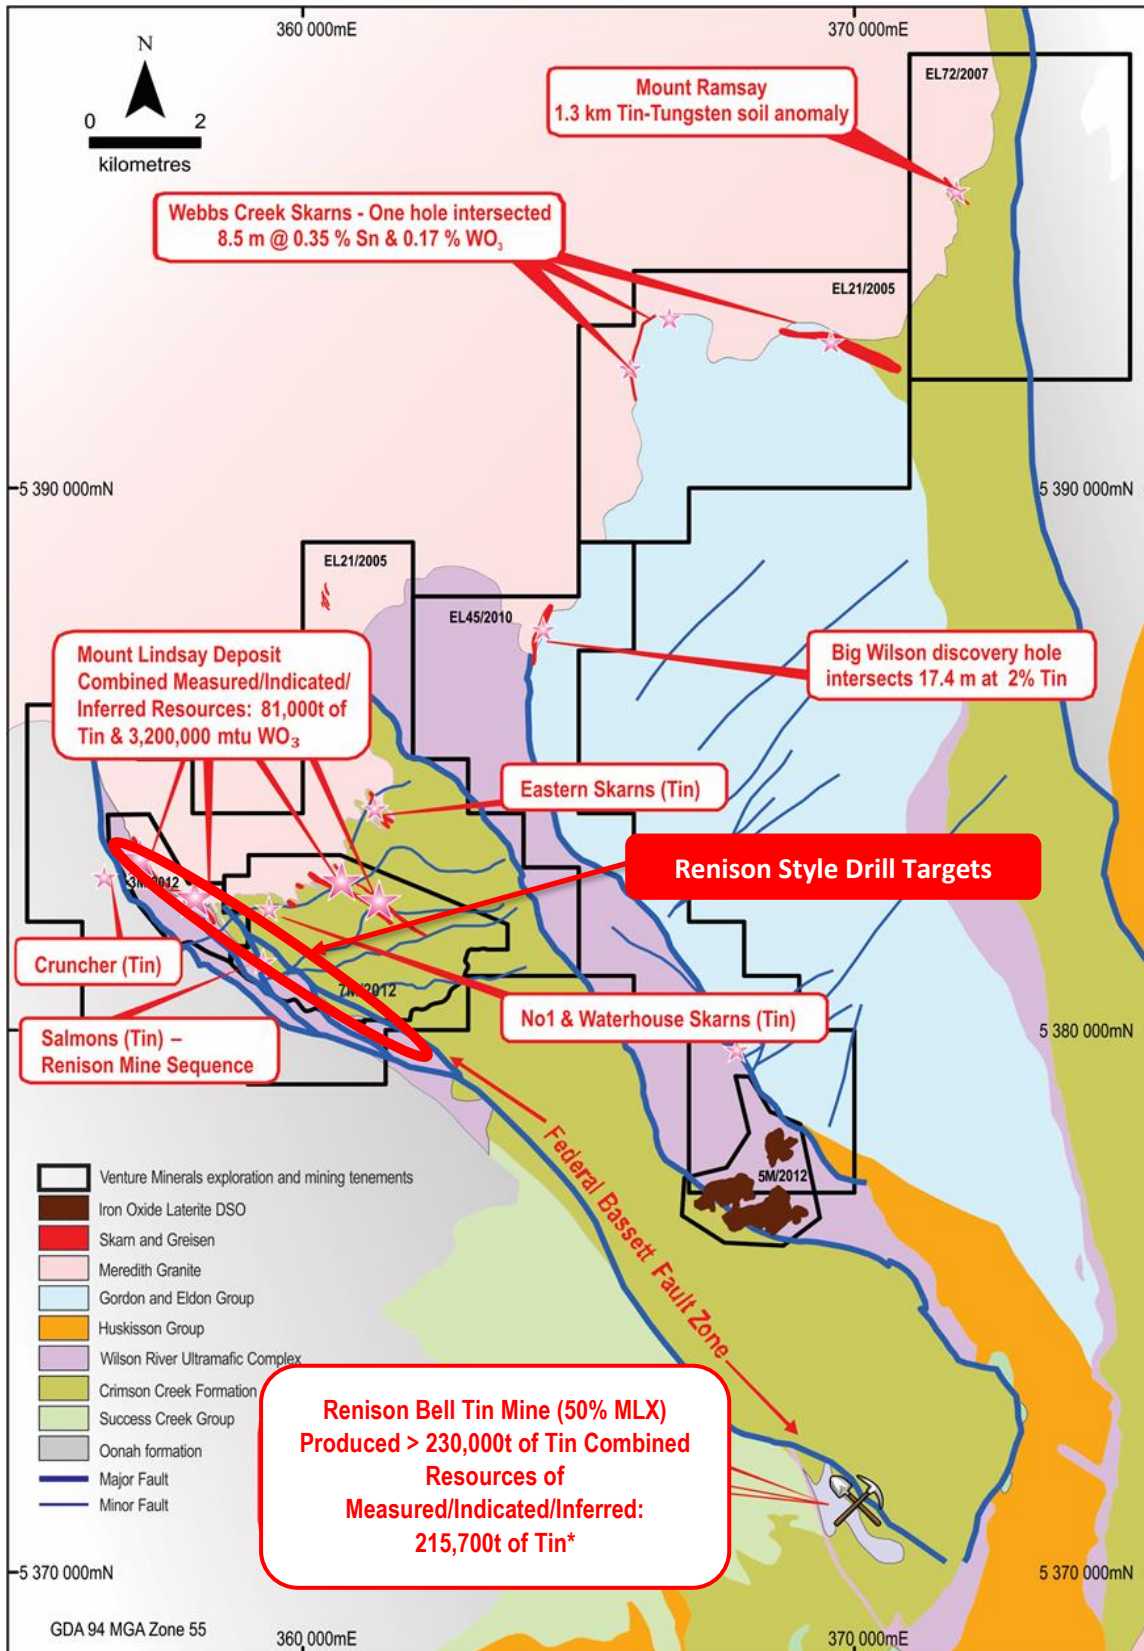 360 000mE
370 000mE
N
0 2
kilometres
EL72/2007
Mount Ramsay
1.3 km Tin-Tungsten soil anomaly
Webbs Creek Skarns - One hole intersected
8.5 m @ 0.35 % Sn & 0.17 % WO₃
EL21/2005
5 390 000mN
5 390 000mN
EL21/2005
EL45/2010
Mount Lindsay Deposit
Combined Measured/Indicated/
Inferred Resources: 81,000t of
Tin & 3,200,000 mtu WO₃
Big Wilson discovery hole
intersects 17.4 m at 2% Tin
Eastern Skarns (Tin)
Renison Style Drill Targets
3M/2012
Cruncher (Tin)
7M/2012
No1 & Waterhouse Skarns (Tin)
Salmons (Tin) –
Renison Mine Sequence
5 380 000mN
Federal Bassett Fault Zone
5M/2012
Venture Minerals exploration and mining tenements
Iron Oxide Laterite DSO
Skarn and Greisen
Meredith Granite
Gordon and Eldon Group
Huskisson Group
Wilson River Ultramafic Complex
Crimson Creek Formation
Success Creek Group
Oonah formation
Major Fault
Minor Fault
Renison Bell Tin Mine (50% MLX)
Produced > 230,000t of Tin Combined
Resources of
Measured/Indicated/Inferred:
215,700t of Tin*
5 370 000mN
5 370 000mN
GDA 94 MGA Zone 55
360 000mE
370 000mE